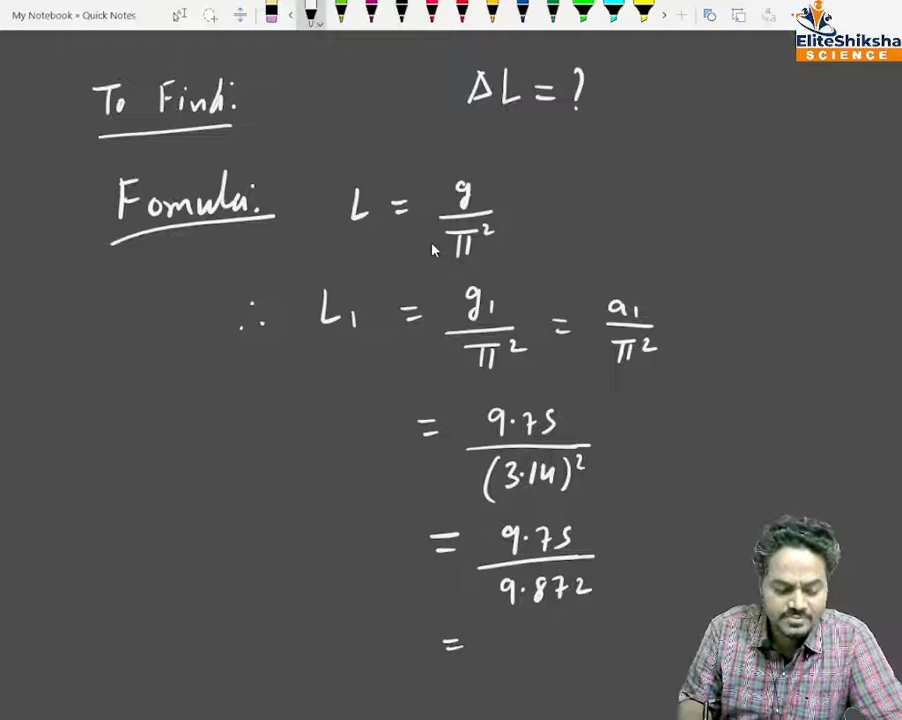 My Notebook » Quick Notes
EliteShiksha
SCIENCE
To Find: ΔL = ?
Fomula: L = g / π²
∴ L₁ = g₁ / π² = a₁ / π²
= 9.75 / (3.14)²
= 9.75 / 9.872
=